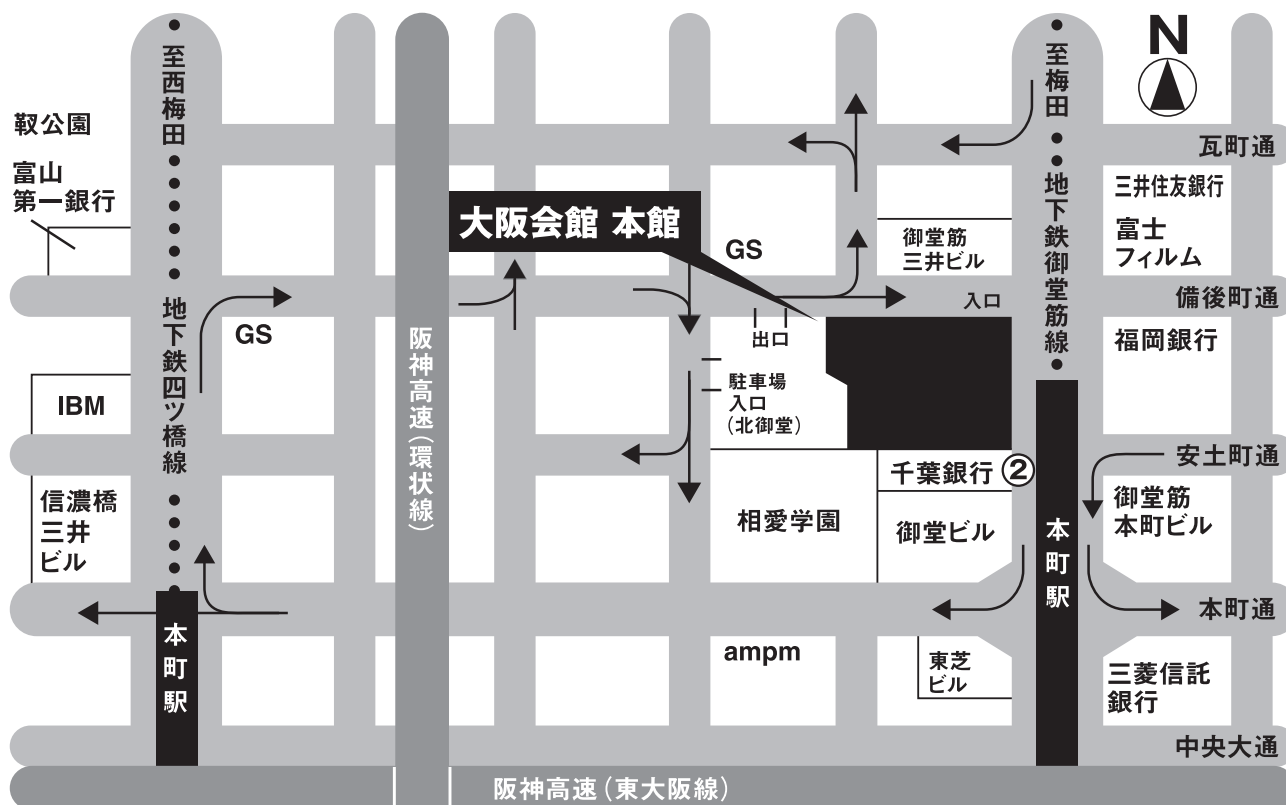 至西梅田
至梅田
N
靭公園
瓦町通
富山
第一銀行
大阪会館 本館
GS
御堂筋
三井ビル
地下鉄御堂筋線
三井住友銀行
富士
フィルム
備後町通
入口
地下鉄四ツ橋線
GS
阪神高速(環状線)
出口
福岡銀行
IBM
駐車場
入口
(北御堂)
安土町通
千葉銀行②
信濃橋
三井
ビル
相愛学園
御堂ビル
本町駅
御堂筋
本町ビル
本町通
本町駅
ampm
東芝
ビル
三菱信託
銀行
中央大通
阪神高速(東大阪線)